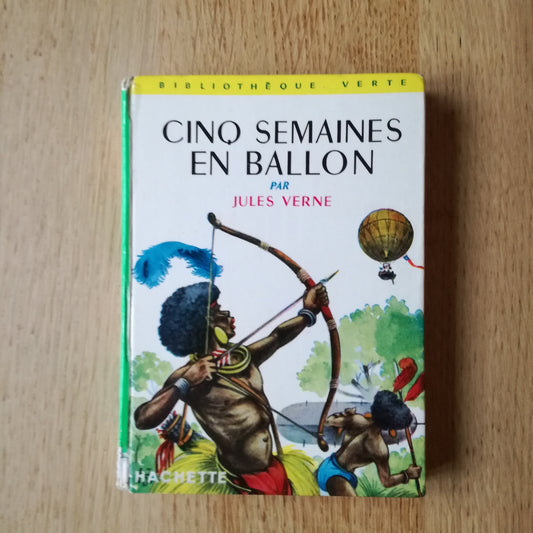 BIBLIOTHÈQUE VERTE
CINQ SEMAINES
EN BALLON
PAR
JULES VERNE
HACHETTE